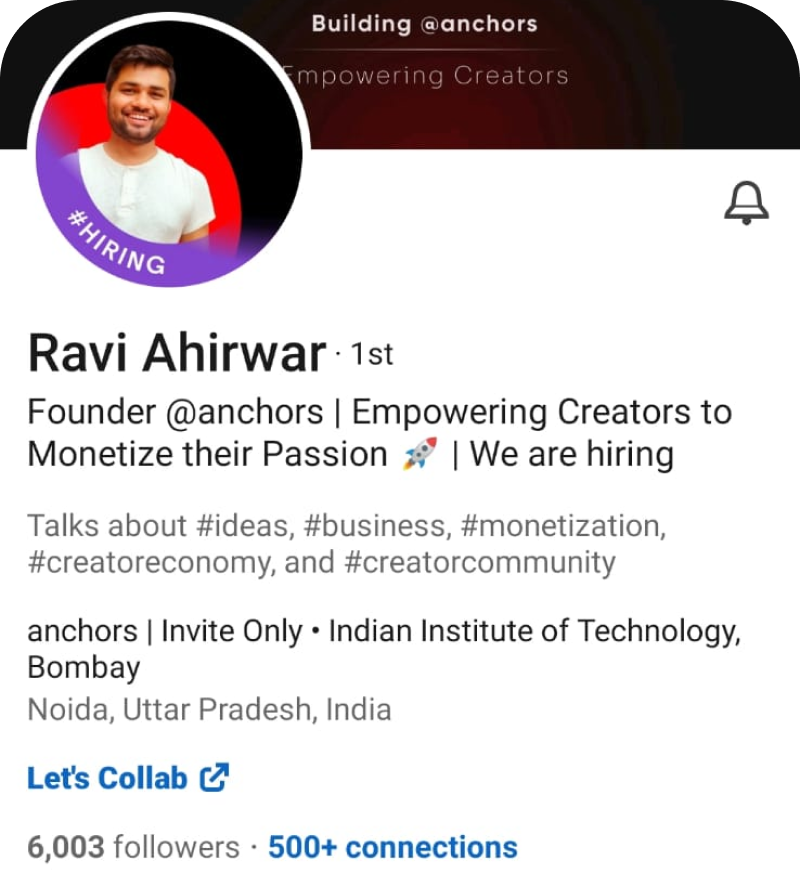 Building @anchors
Empowering Creators
#HIRING
Ravi Ahirwar · 1st
Founder @anchors | Empowering Creators to
Monetize their Passion 🚀 | We are hiring
Talks about #ideas, #business, #monetization,
#creatoreconomy, and #creatorcommunity
anchors | Invite Only • Indian Institute of Technology,
Bombay
Noida, Uttar Pradesh, India
Let's Collab
6,003 followers · 500+ connections